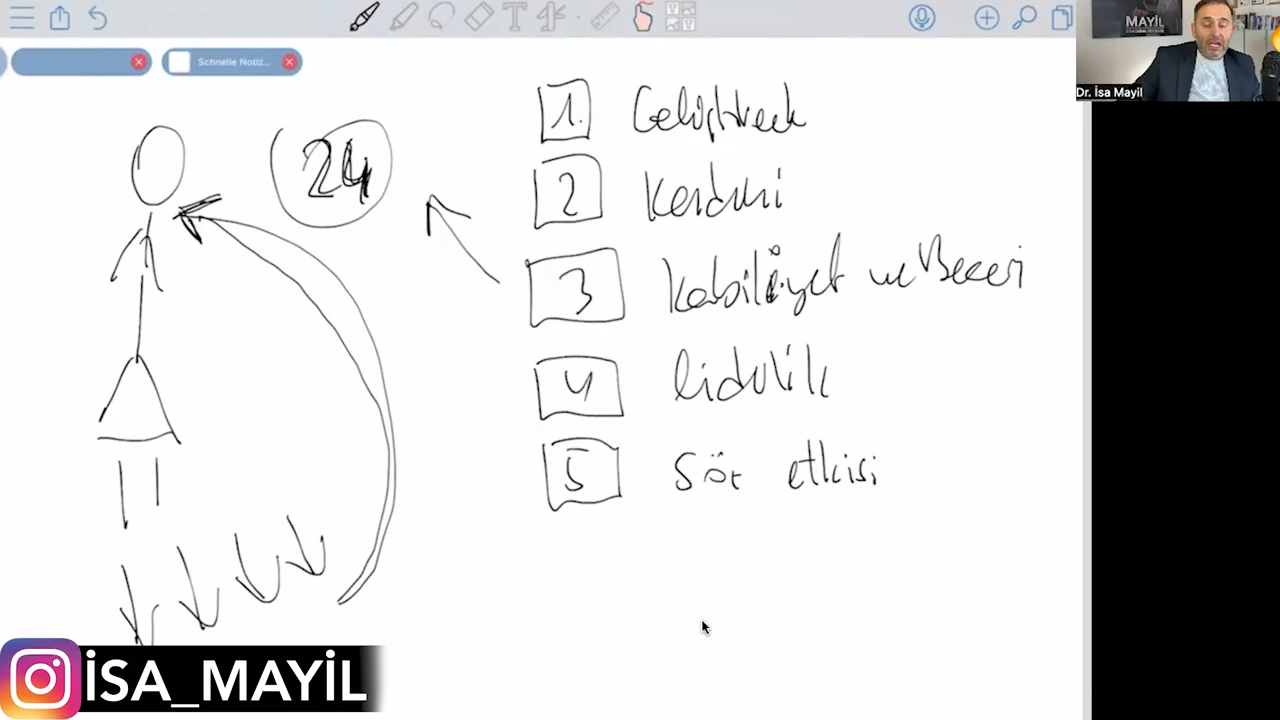 MAYİL
Dr. İsa Mayil
Schnelle Notiz...
24
1. Geliştirmek
2 Kendini
3 Kabiliyet ve Beceri
4 Liderlik
5 Söz etkisi
İSA_MAYİL